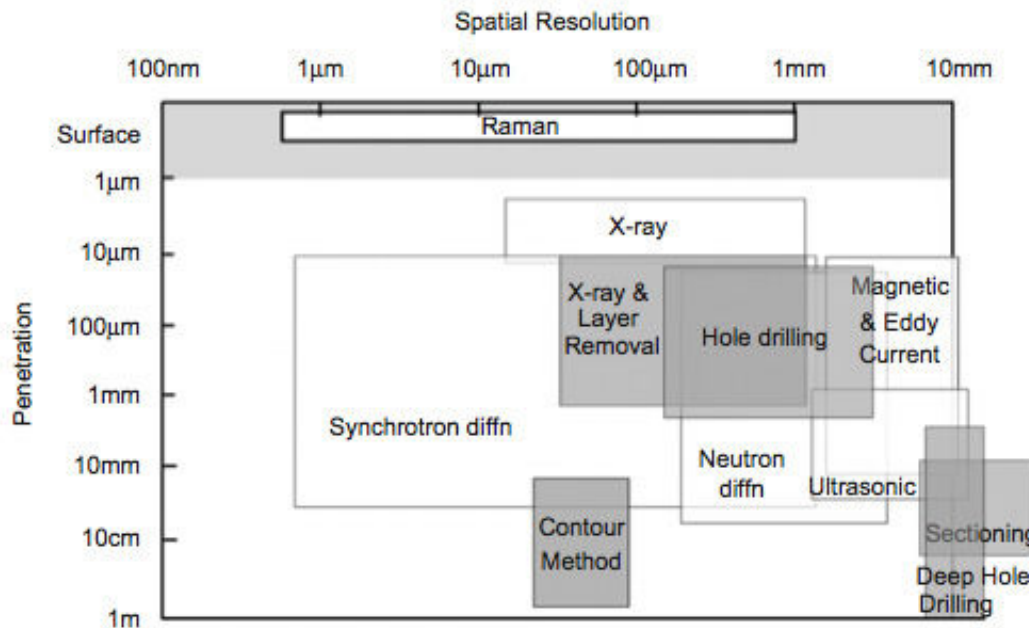 Spatial Resolution
100nm 1µm 10µm 100µm 1mm 10mm
Surface
Raman
1µm
X-ray
10µm
X-ray &
Layer
Removal
Magnetic
& Eddy
Current
100µm
Hole drilling
Penetration
1mm
Synchrotron diffn
Neutron
diffn
10mm
Ultrasonic
Contour
Method
10cm
Sectioning
Deep Hole
Drilling
1m